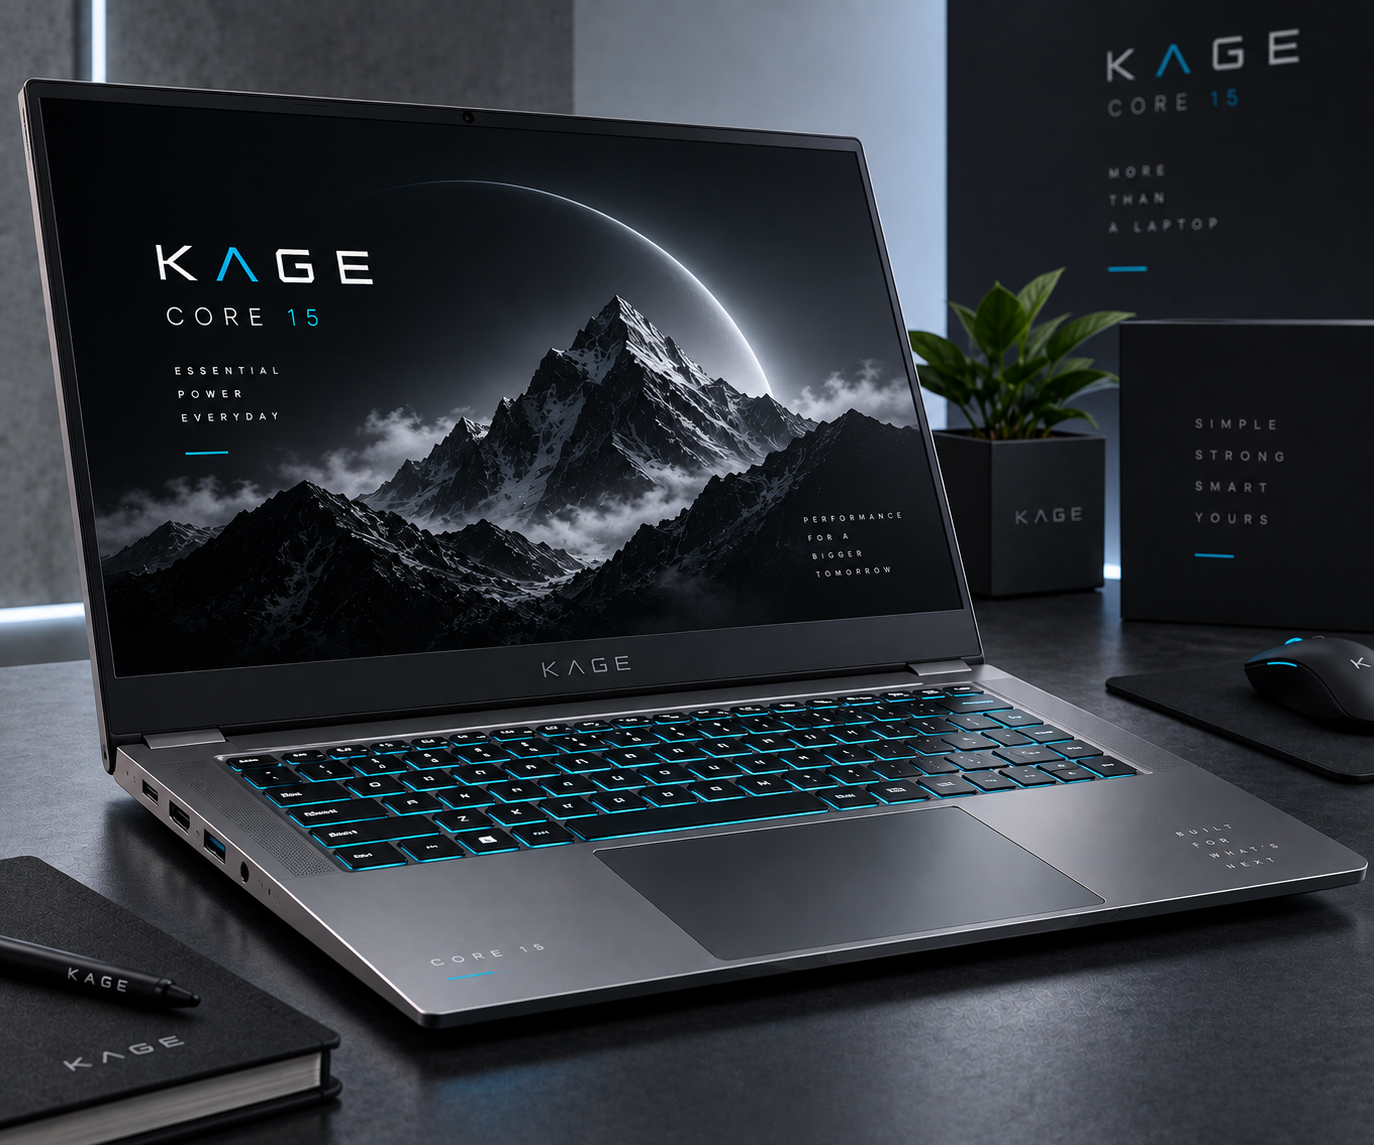 KAGE
CORE 15
MORE
THAN
A LAPTOP
KAGE
CORE 15
ESSENTIAL
POWER
EVERYDAY
PERFORMANCE
FOR A
BIGGER
TOMORROW
KAGE
KAGE
SIMPLE
STRONG
SMART
YOURS
K
BUILT
FOR
WHAT'S
NEXT
CORE 15
KAGE
KAGE